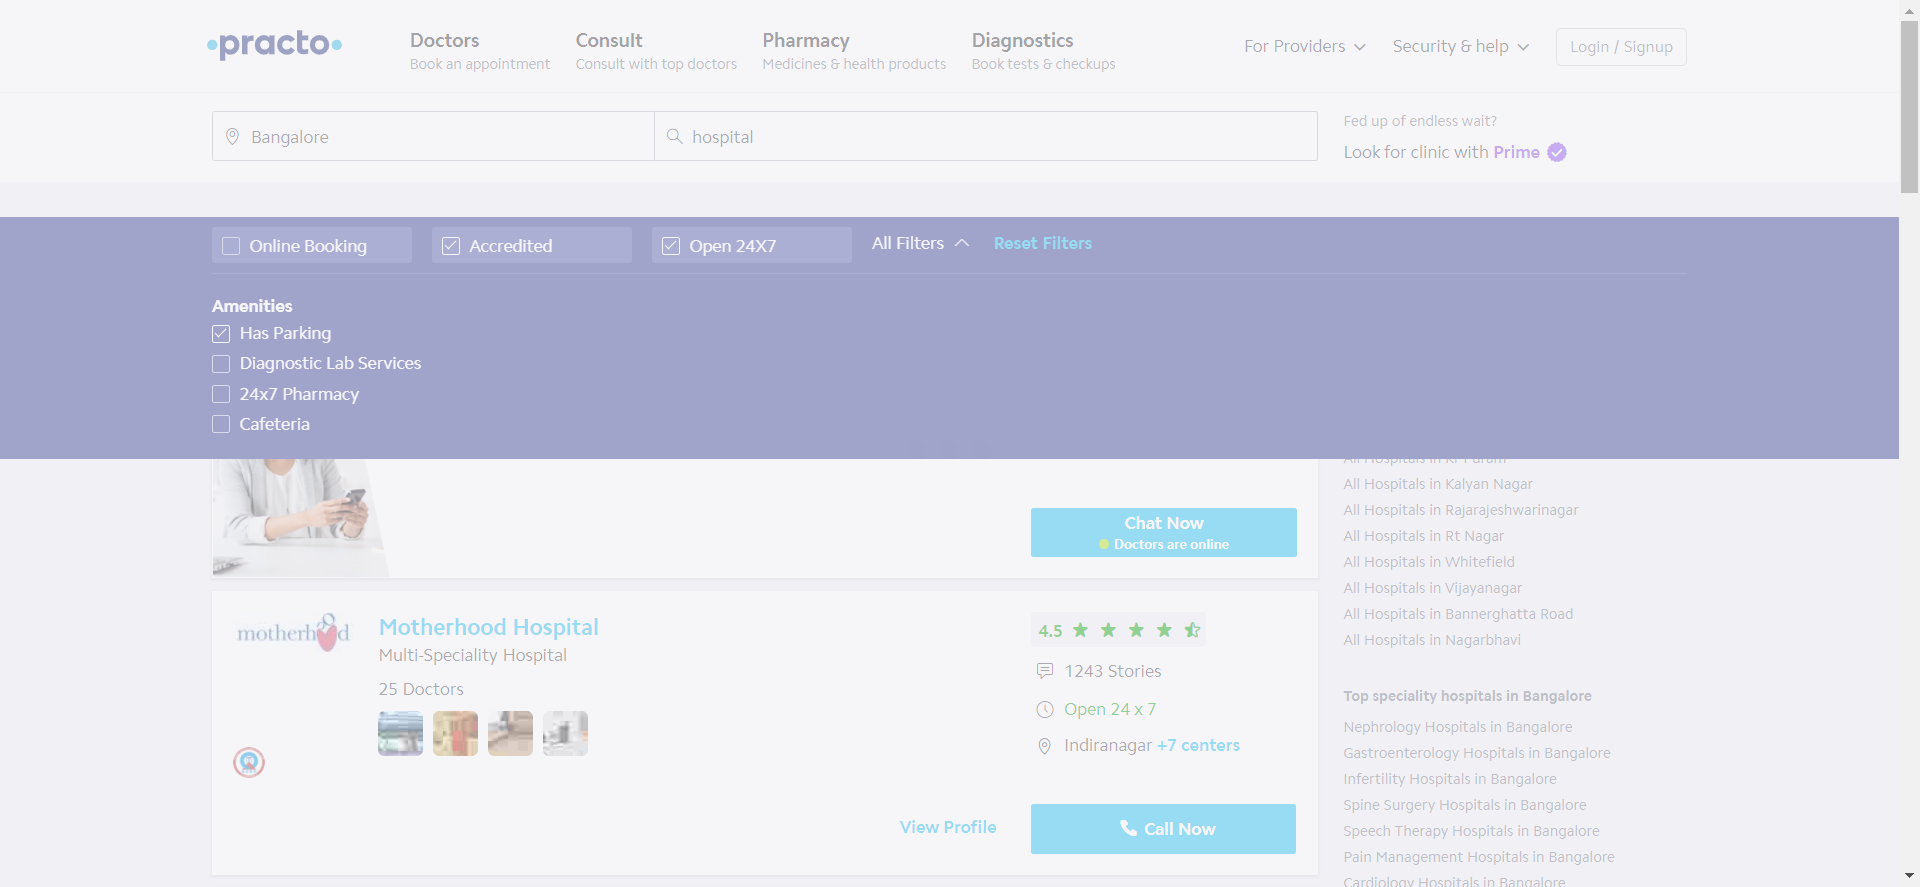 practo
Doctors
Book an appointment
Consult
Consult with top doctors
Pharmacy
Medicines & health products
Diagnostics
Book tests & checkups
For Providers
Security & help
Login / Signup
Bangalore
hospital
Fed up of endless wait?
Look for clinic with Prime
Online Booking
Accredited
Open 24X7
All Filters
Reset Filters
Amenities
Has Parking
Diagnostic Lab Services
24x7 Pharmacy
Cafeteria
Chat Now
Doctors are online
motherhood
Motherhood Hospital
Multi-Speciality Hospital
25 Doctors
4.5
1243 Stories
Open 24 x 7
Indiranagar +7 centers
View Profile
Call Now
All Hospitals in Kalyan Nagar
All Hospitals in Rajarajeshwarinagar
All Hospitals in Rt Nagar
All Hospitals in Whitefield
All Hospitals in Vijayanagar
All Hospitals in Bannerghatta Road
All Hospitals in Nagarbhavi
Top speciality hospitals in Bangalore
Nephrology Hospitals in Bangalore
Gastroenterology Hospitals in Bangalore
Infertility Hospitals in Bangalore
Spine Surgery Hospitals in Bangalore
Speech Therapy Hospitals in Bangalore
Pain Management Hospitals in Bangalore
Cardiology Hospitals in Bangalore